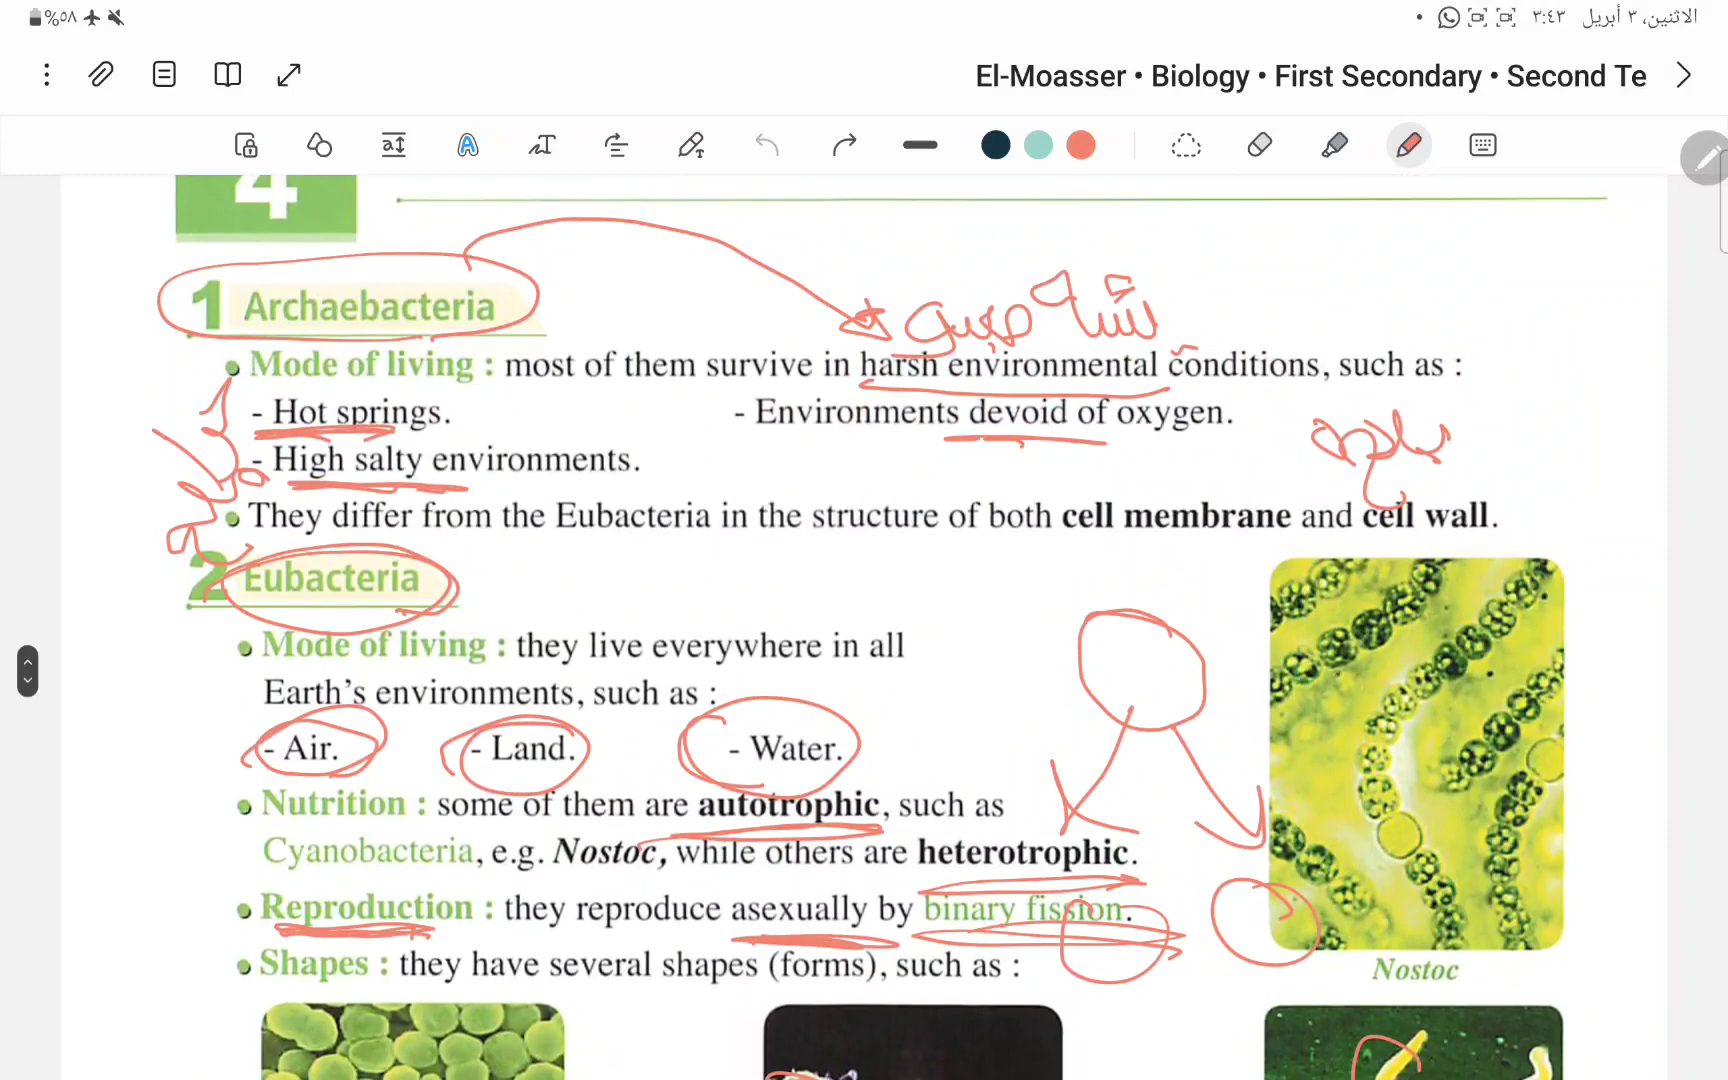 %٥٨
• ٣:٤٣ الاثنين، ٣ أبريل
El-Moasser • Biology • First Secondary • Second Te
4
1 Archaebacteria
• Mode of living : most of them survive in harsh environmental conditions, such as :
- Hot springs. - Environments devoid of oxygen.
- High salty environments.
• They differ from the Eubacteria in the structure of both cell membrane and cell wall.
2 Eubacteria
• Mode of living : they live everywhere in all
Earth's environments, such as :
- Air. - Land. - Water.
• Nutrition : some of them are autotrophic, such as
Cyanobacteria, e.g. Nostoc, while others are heterotrophic.
• Reproduction : they reproduce asexually by binary fission.
• Shapes : they have several shapes (forms), such as :
Nostoc